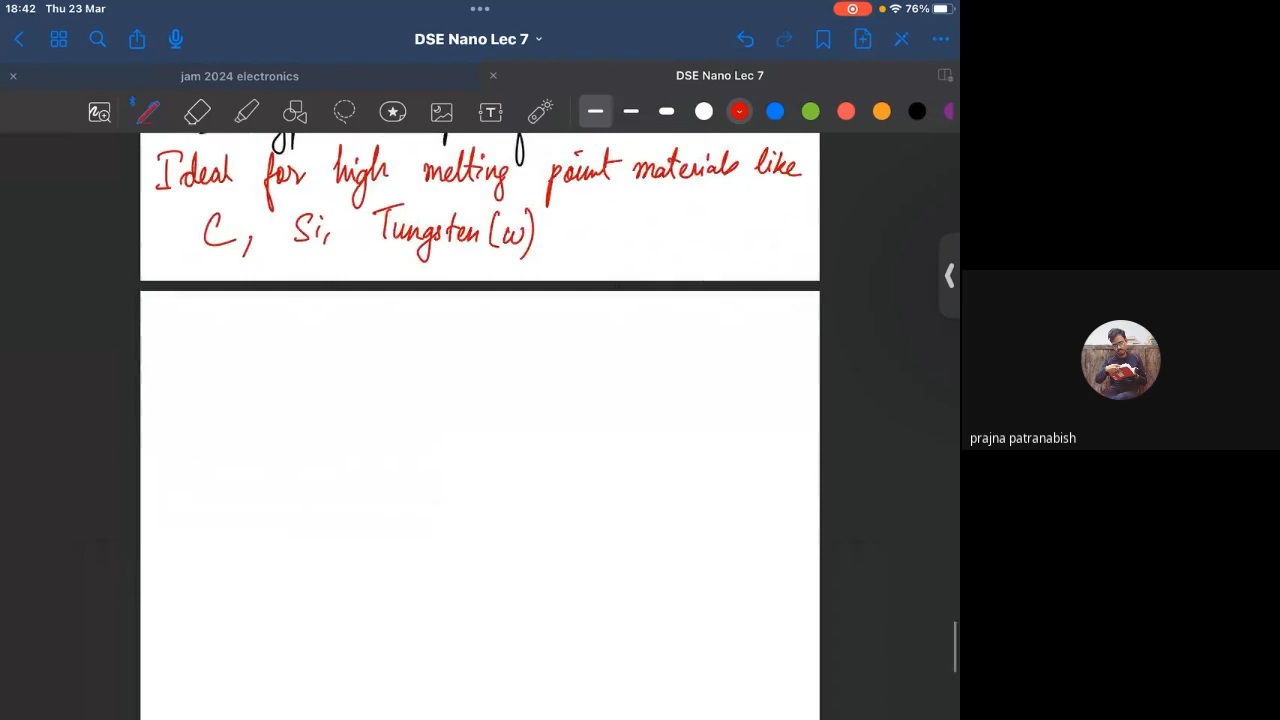 18:42 Thu 23 Mar
76%
DSE Nano Lec 7
jam 2024 electronics
DSE Nano Lec 7
Ideal for high melting point materials like
C, Si, Tungsten (W)
prajna patranabish